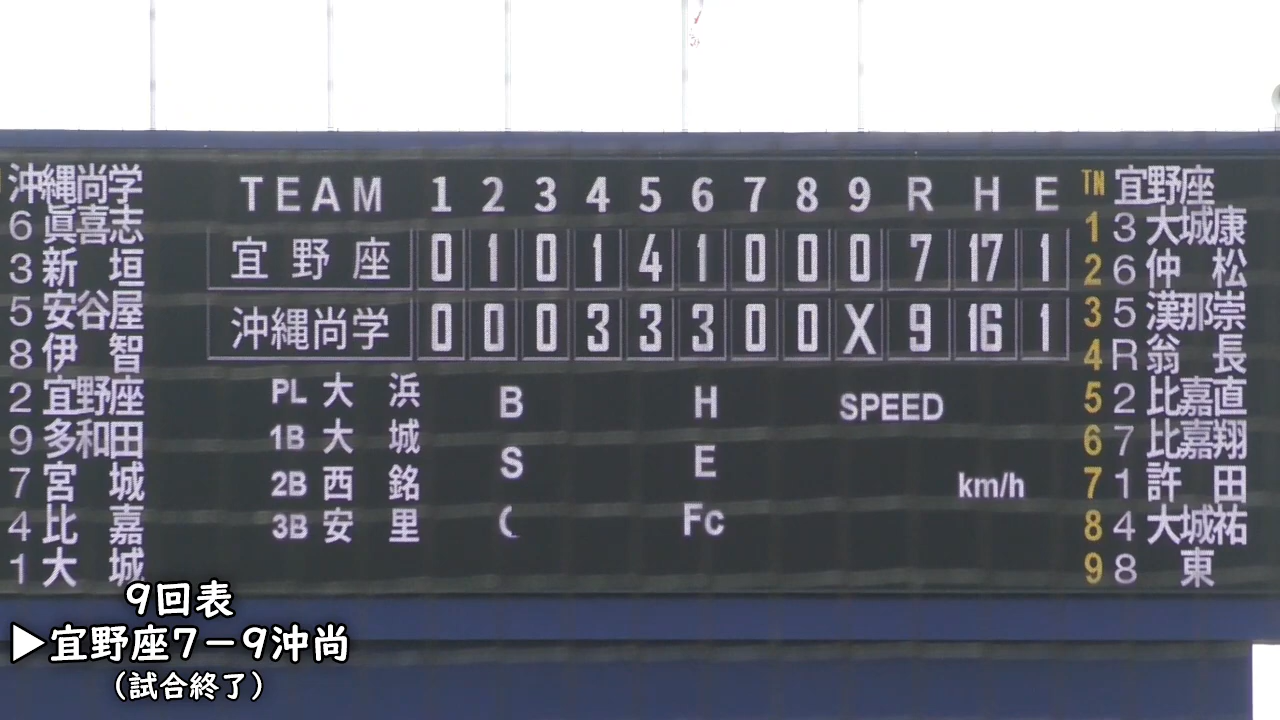 沖縄尚学
6 眞喜志
3 新垣
5 安谷屋
8 伊智
2 宜野座
9 多和田
7 宮城
4 比嘉
1 大城
TEAM 1 2 3 4 5 6 7 8 9 R H E
宜野座 0 1 0 1 4 1 0 0 0 7 17 1
沖縄尚学 0 0 0 3 3 3 0 0 X 9 16 1
PL 大浜
1B 大城
2B 西銘
3B 安里
B
S
H
E
Fc
SPEED
km/h
TN 宜野座
1 3 大城康
2 6 仲松
3 5 漢那崇
4 R 翁長
5 2 比嘉直
6 7 比嘉翔
7 1 許田
8 4 大城祐
9 8 東
9回表
▶宜野座7－9沖尚
（試合終了）